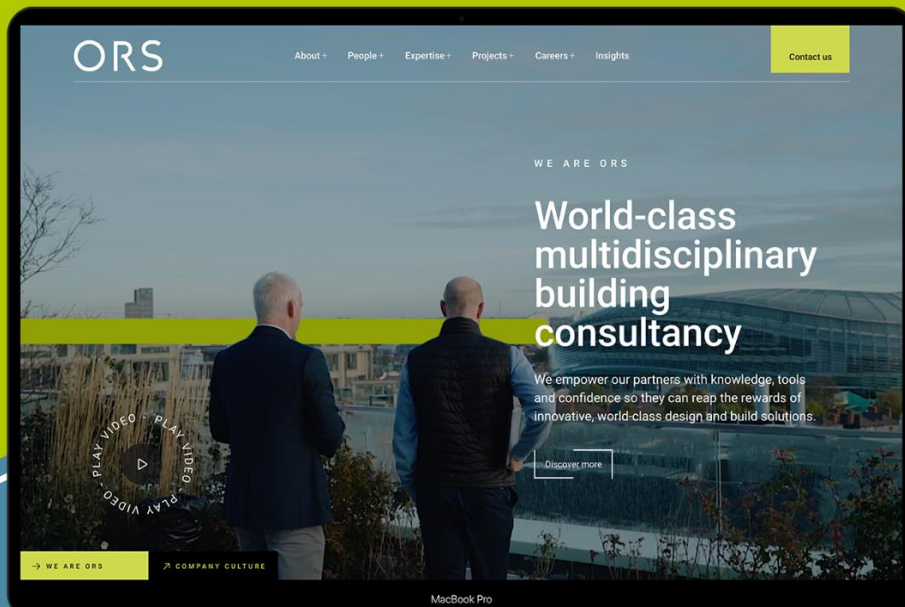 ORS
About + People + Expertise + Projects + Careers + Insights
Contact us
WE ARE ORS
World-class
multidisciplinary
building
consultancy
We empower our partners with knowledge, tools
and confidence so they can reap the rewards of
innovative, world-class design and build solutions.
Discover more
PLAY VIDEO - PLAY VIDEO - PLAY VIDEO -
→ WE ARE ORS
↗ COMPANY CULTURE
MacBook Pro